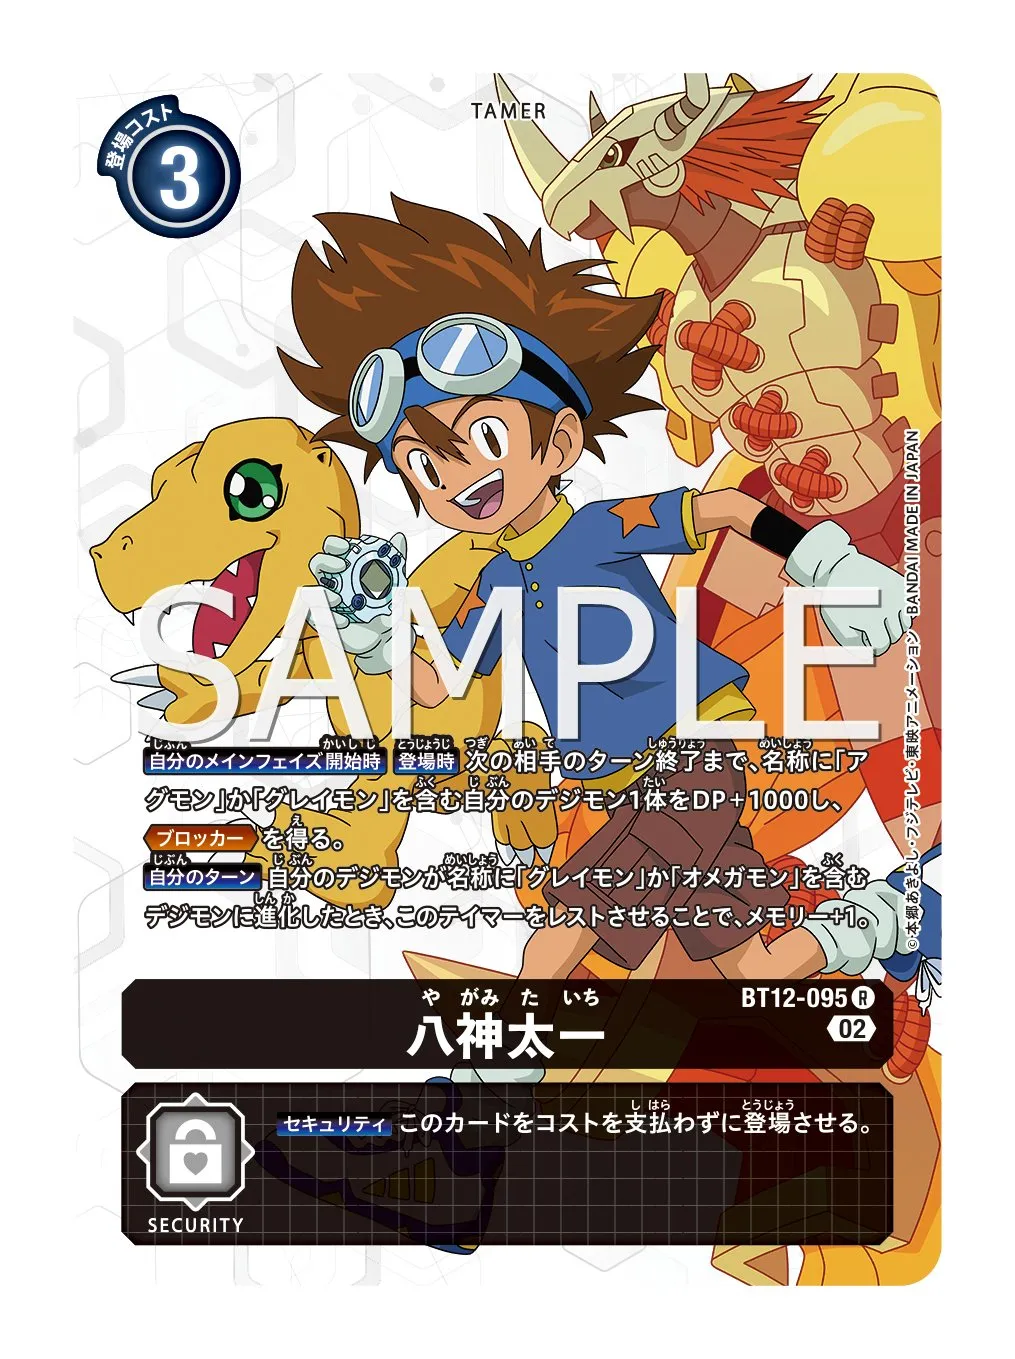 TAMER
登場コスト
3
SAMPLE
自分のメインフェイズ開始時 登場時 次の相手のターン終了まで、名称に「ア
グモン」か「グレイモン」を含む自分のデジモン1体をDP+1000し、
ブロッカー を得る。
自分のターン 自分のデジモンが名称に「グレイモン」か「オメガモン」を含む
デジモンに進化したとき、このテイマーをレストさせることで、メモリー+1。
©本郷あきよし・フジテレビ・東映アニメーション BANDAI MADE IN JAPAN
や がみ た いち
八神太一
BT12-095 R
02
セキュリティ このカードをコストを支払わずに登場させる。
SECURITY